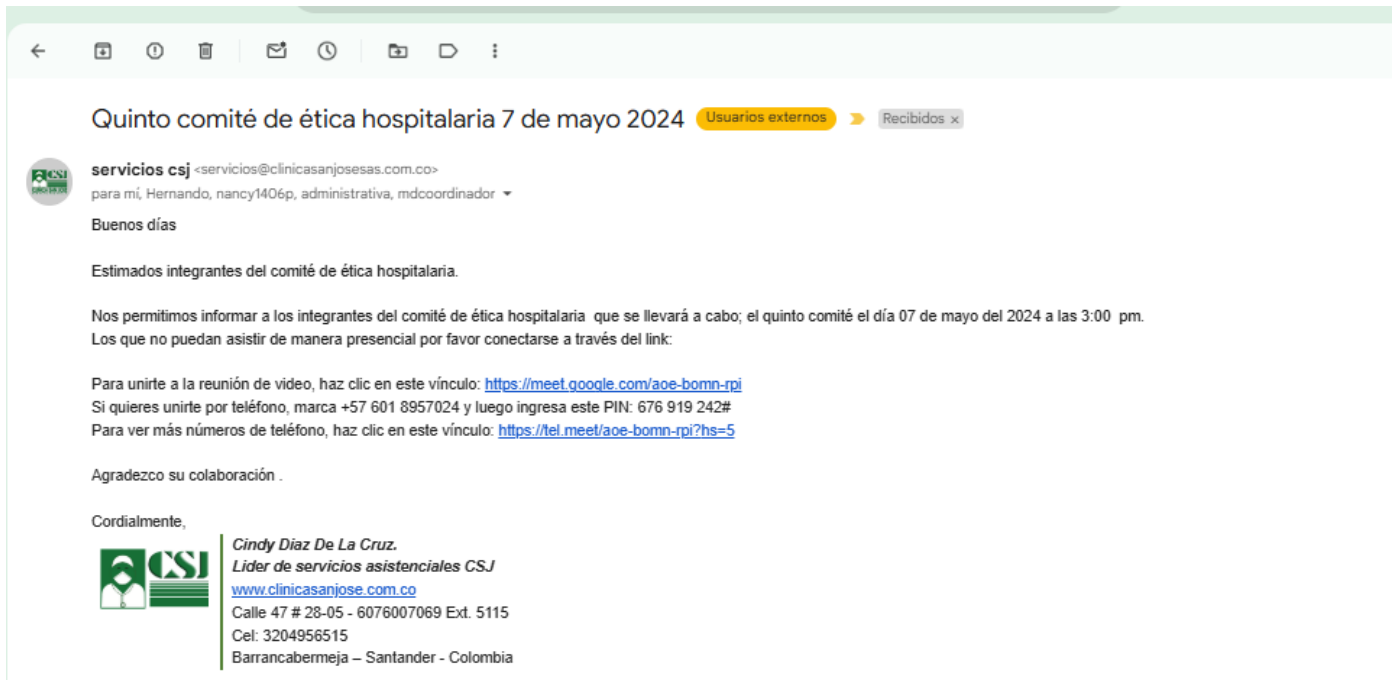 Quinto comité de ética hospitalaria 7 de mayo 2024 Usuarios externos Recibidos x
servicios csj <servicios@clinicasanjosesas.com.co>
para mí, Hernando, nancy1406p, administrativa, mdcoordinador
Buenos días
Estimados integrantes del comité de ética hospitalaria.
Nos permitimos informar a los integrantes del comité de ética hospitalaria que se llevará a cabo; el quinto comité el día 07 de mayo del 2024 a las 3:00 pm.
Los que no puedan asistir de manera presencial por favor conectarse a través del link:
Para unirte a la reunión de video, haz clic en este vínculo: https://meet.google.com/aoe-bomn-rpi
Si quieres unirte por teléfono, marca +57 601 8957024 y luego ingresa este PIN: 676 919 242#
Para ver más números de teléfono, haz clic en este vínculo: https://tel.meet/aoe-bomn-rpi?hs=5
Agradezco su colaboración .
Cordialmente,
CSJ
Cindy Diaz De La Cruz.
Lider de servicios asistenciales CSJ
www.clinicasanjose.com.co
Calle 47 # 28-05 - 6076007069 Ext. 5115
Cel: 3204956515
Barrancabermeja – Santander - Colombia